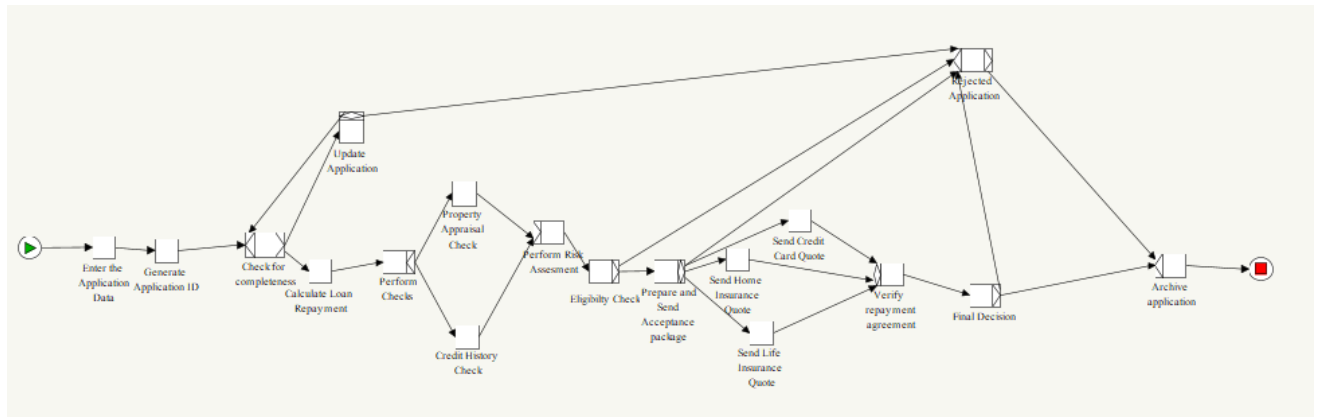 Rejected
Application
Update
Application
Property
Appraisal
Check
Send Credit
Card Quote
Perform Risk
Assesment
Enter the
Application
Data
Generate
Application ID
Check for
completeness
Calculate Loan
Repayment
Perform
Checks
Eligibilty Check
Prepare and
Send
Acceptance
package
Send Home
Insurance
Quote
Verify
repayment
agreement
Final Decision
Archive
application
Credit History
Check
Send Life
Insurance
Quote